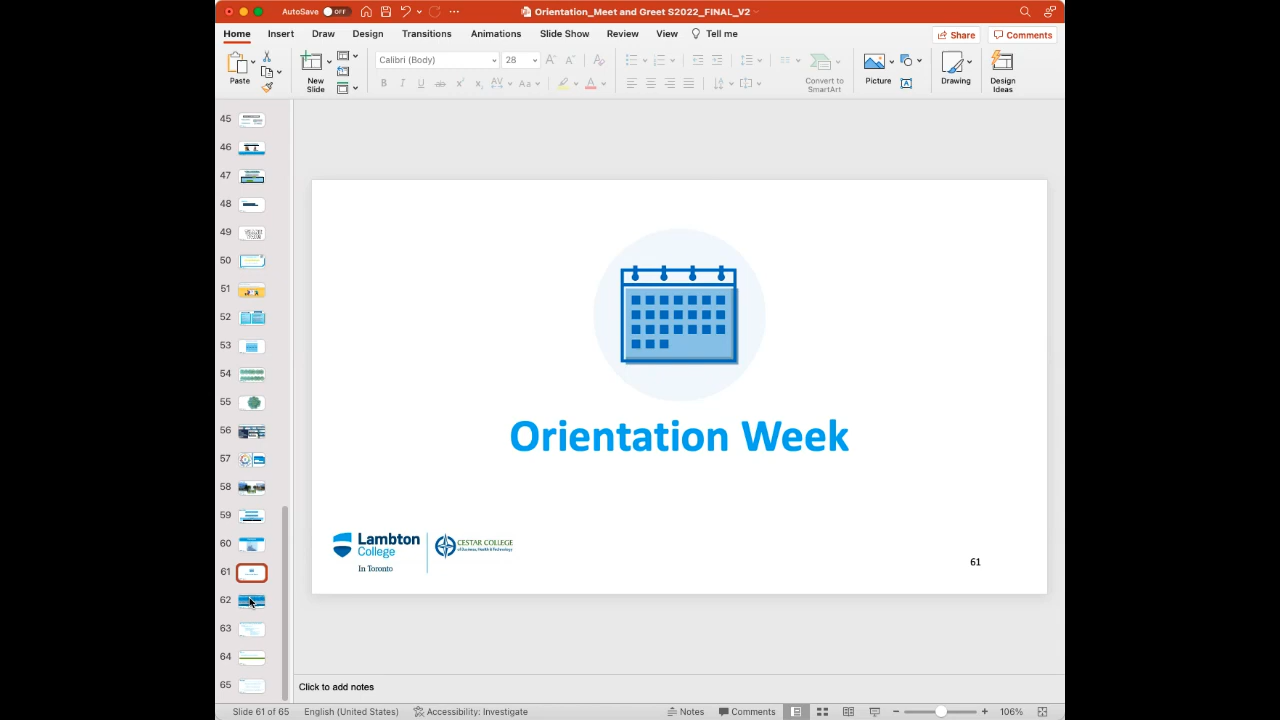 AutoSave OFF
Orientation_Meet and Greet S2022_FINAL_V2
Home Insert Draw Design Transitions Animations Slide Show Review View Tell me Share Comments
Calibri (Body) 28
Paste
New Slide
Convert to SmartArt
Picture
Drawing
Design Ideas
45
46
47
48
49
50
51
52
53
54
55
56
57
58
59
60
61
62
63
64
65
Orientation Week
Lambton College
In Toronto
CESTAR COLLEGE
of Business, Health & Technology
61
Click to add notes
Slide 61 of 65 English (United States) Accessibility: Investigate Notes Comments 106%